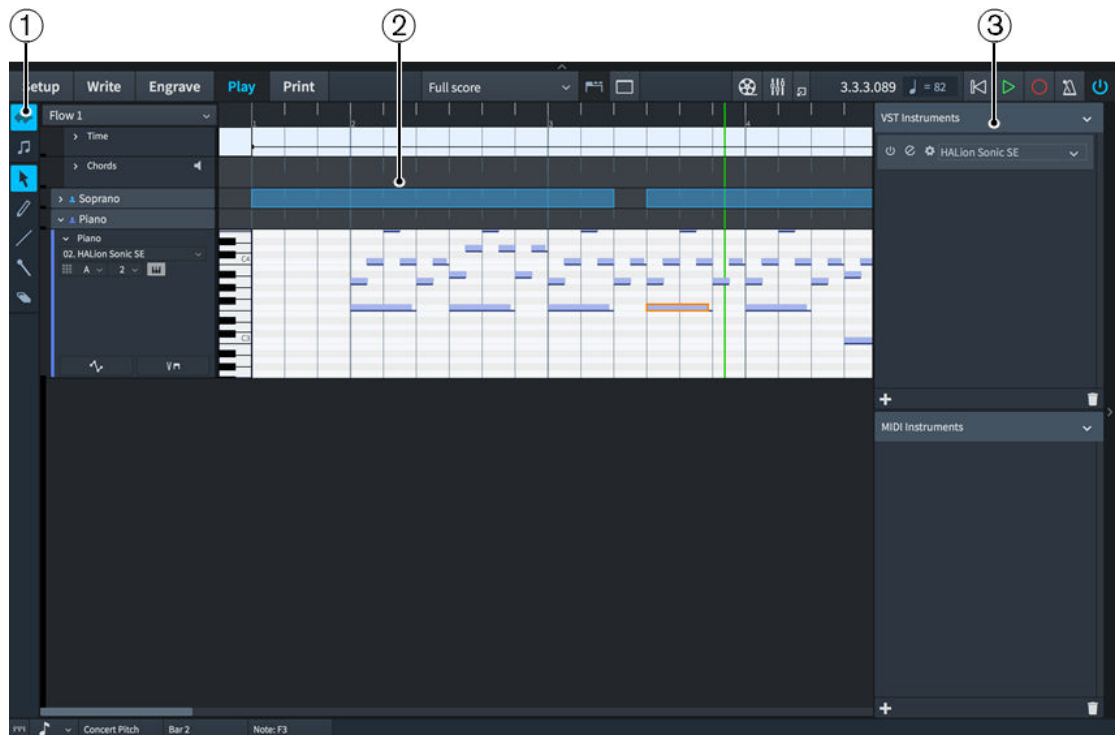 1 2 3
Setup Write Engrave Play Print Full score 3.3.3.089 = 82
Flow 1 1 2 3 4 VST Instruments
Time
HALion Sonic SE
Chords
Soprano
Piano
Piano
02. HALion Sonic SE C4
A 2
C3
MIDI Instruments
Concert Pitch Bar 2 Note: F3